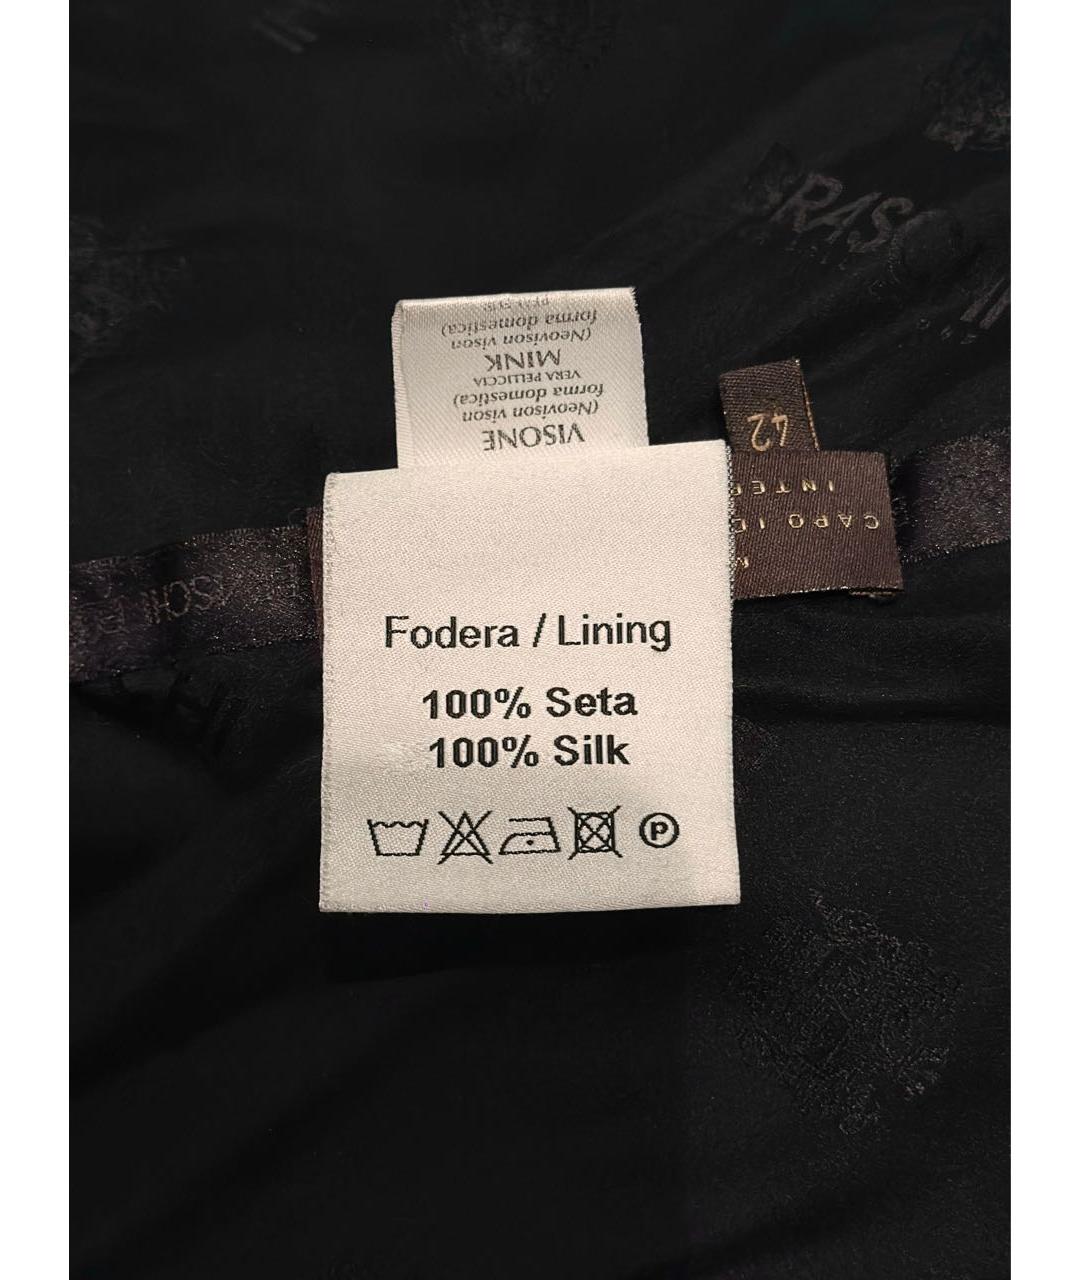 BRASCHI
VISONE
(Neovison vison
forma domestica)
VERA PELLICCIA
MINK
(Neovison vison
forma domestica)
42
CAPO
Fodera / Lining
100% Seta
100% Silk
P